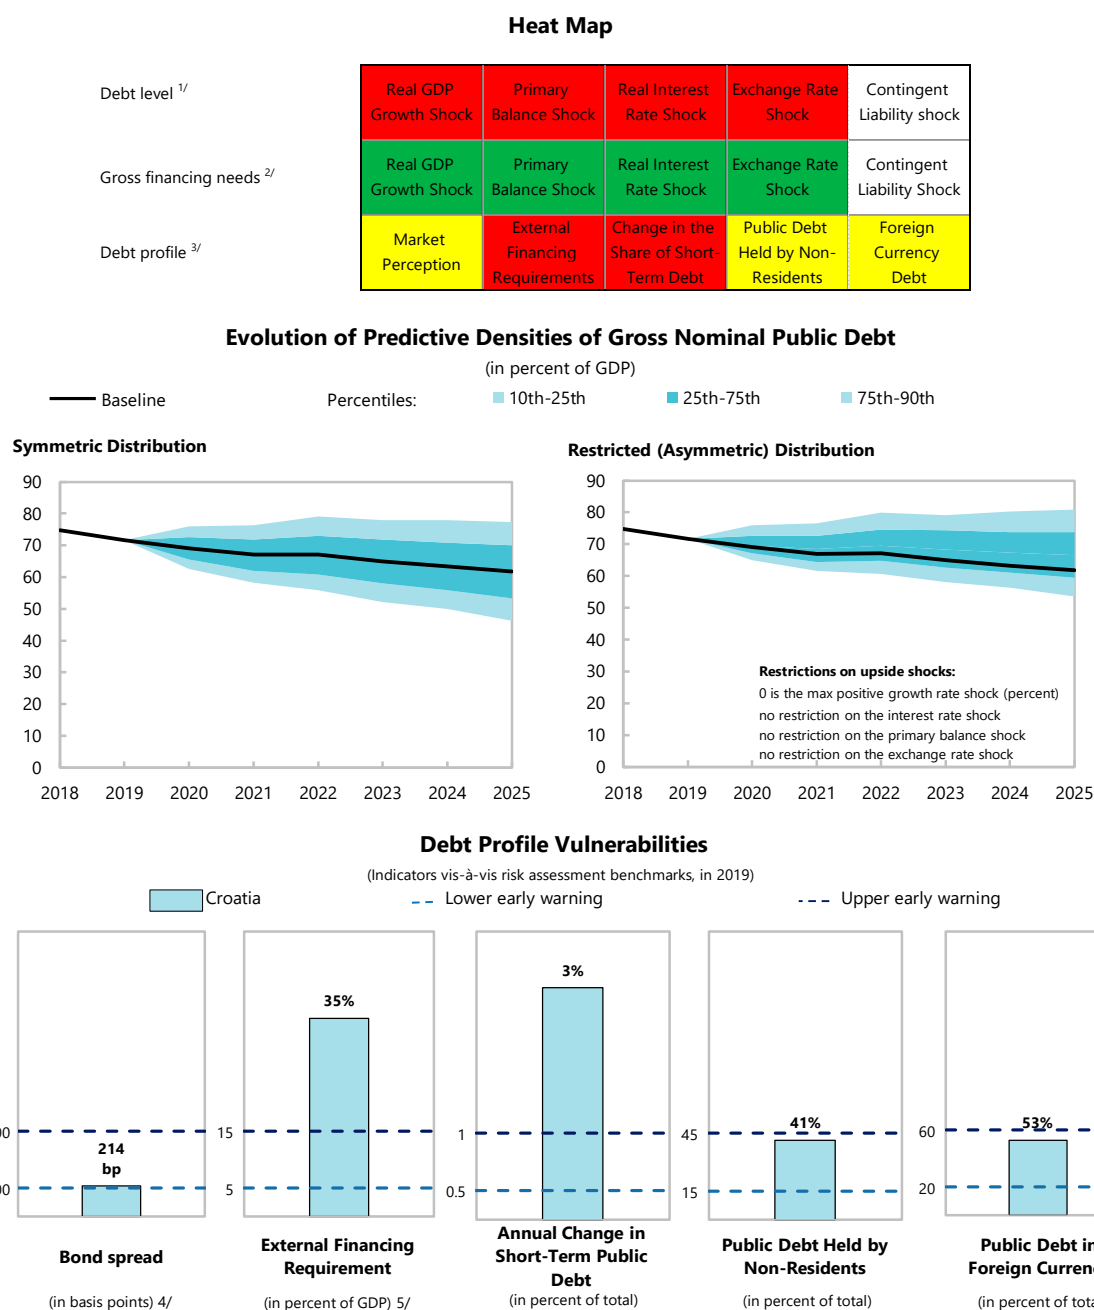 Heat Map
Debt level 1/
Real GDP Growth Shock
Primary Balance Shock
Real Interest Rate Shock
Exchange Rate Shock
Contingent Liability shock
Gross financing needs 2/
Real GDP Growth Shock
Primary Balance Shock
Real Interest Rate Shock
Exchange Rate Shock
Contingent Liability Shock
Debt profile 3/
Market Perception
External Financing Requirements
Change in the Share of Short-Term Debt
Public Debt Held by Non-Residents
Foreign Currency Debt
Evolution of Predictive Densities of Gross Nominal Public Debt
(in percent of GDP)
Baseline
Percentiles:
10th-25th
25th-75th
75th-90th
Symmetric Distribution
90
80
70
60
50
40
30
20
10
0
2018 2019 2020 2021 2022 2023 2024 2025
Restricted (Asymmetric) Distribution
90
80
70
60
50
40
30
20
10
0
Restrictions on upside shocks:
0 is the max positive growth rate shock (percent)
no restriction on the interest rate shock
no restriction on the primary balance shock
no restriction on the exchange rate shock
2018 2019 2020 2021 2022 2023 2024 2025
Debt Profile Vulnerabilities
(Indicators vis-à-vis risk assessment benchmarks, in 2019)
Croatia
Lower early warning
Upper early warning
214
bp
Bond spread
(in basis points) 4/
35%
15
5
External Financing
Requirement
(in percent of GDP) 5/
3%
1
0.5
Annual Change in
Short-Term Public
Debt
(in percent of total)
41%
45
15
Public Debt Held by
Non-Residents
(in percent of total)
53%
60
20
Public Debt in
Foreign Currenc
(in percent of tota